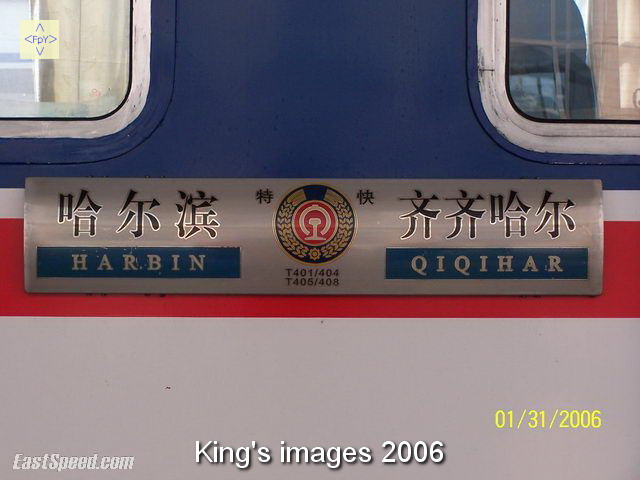 <FpY>
哈尔滨 特 快 齐齐哈尔
HARBIN QIQIHAR
T401/404
T405/408
01/31/2006
King's images 2006
EastSpeed.com